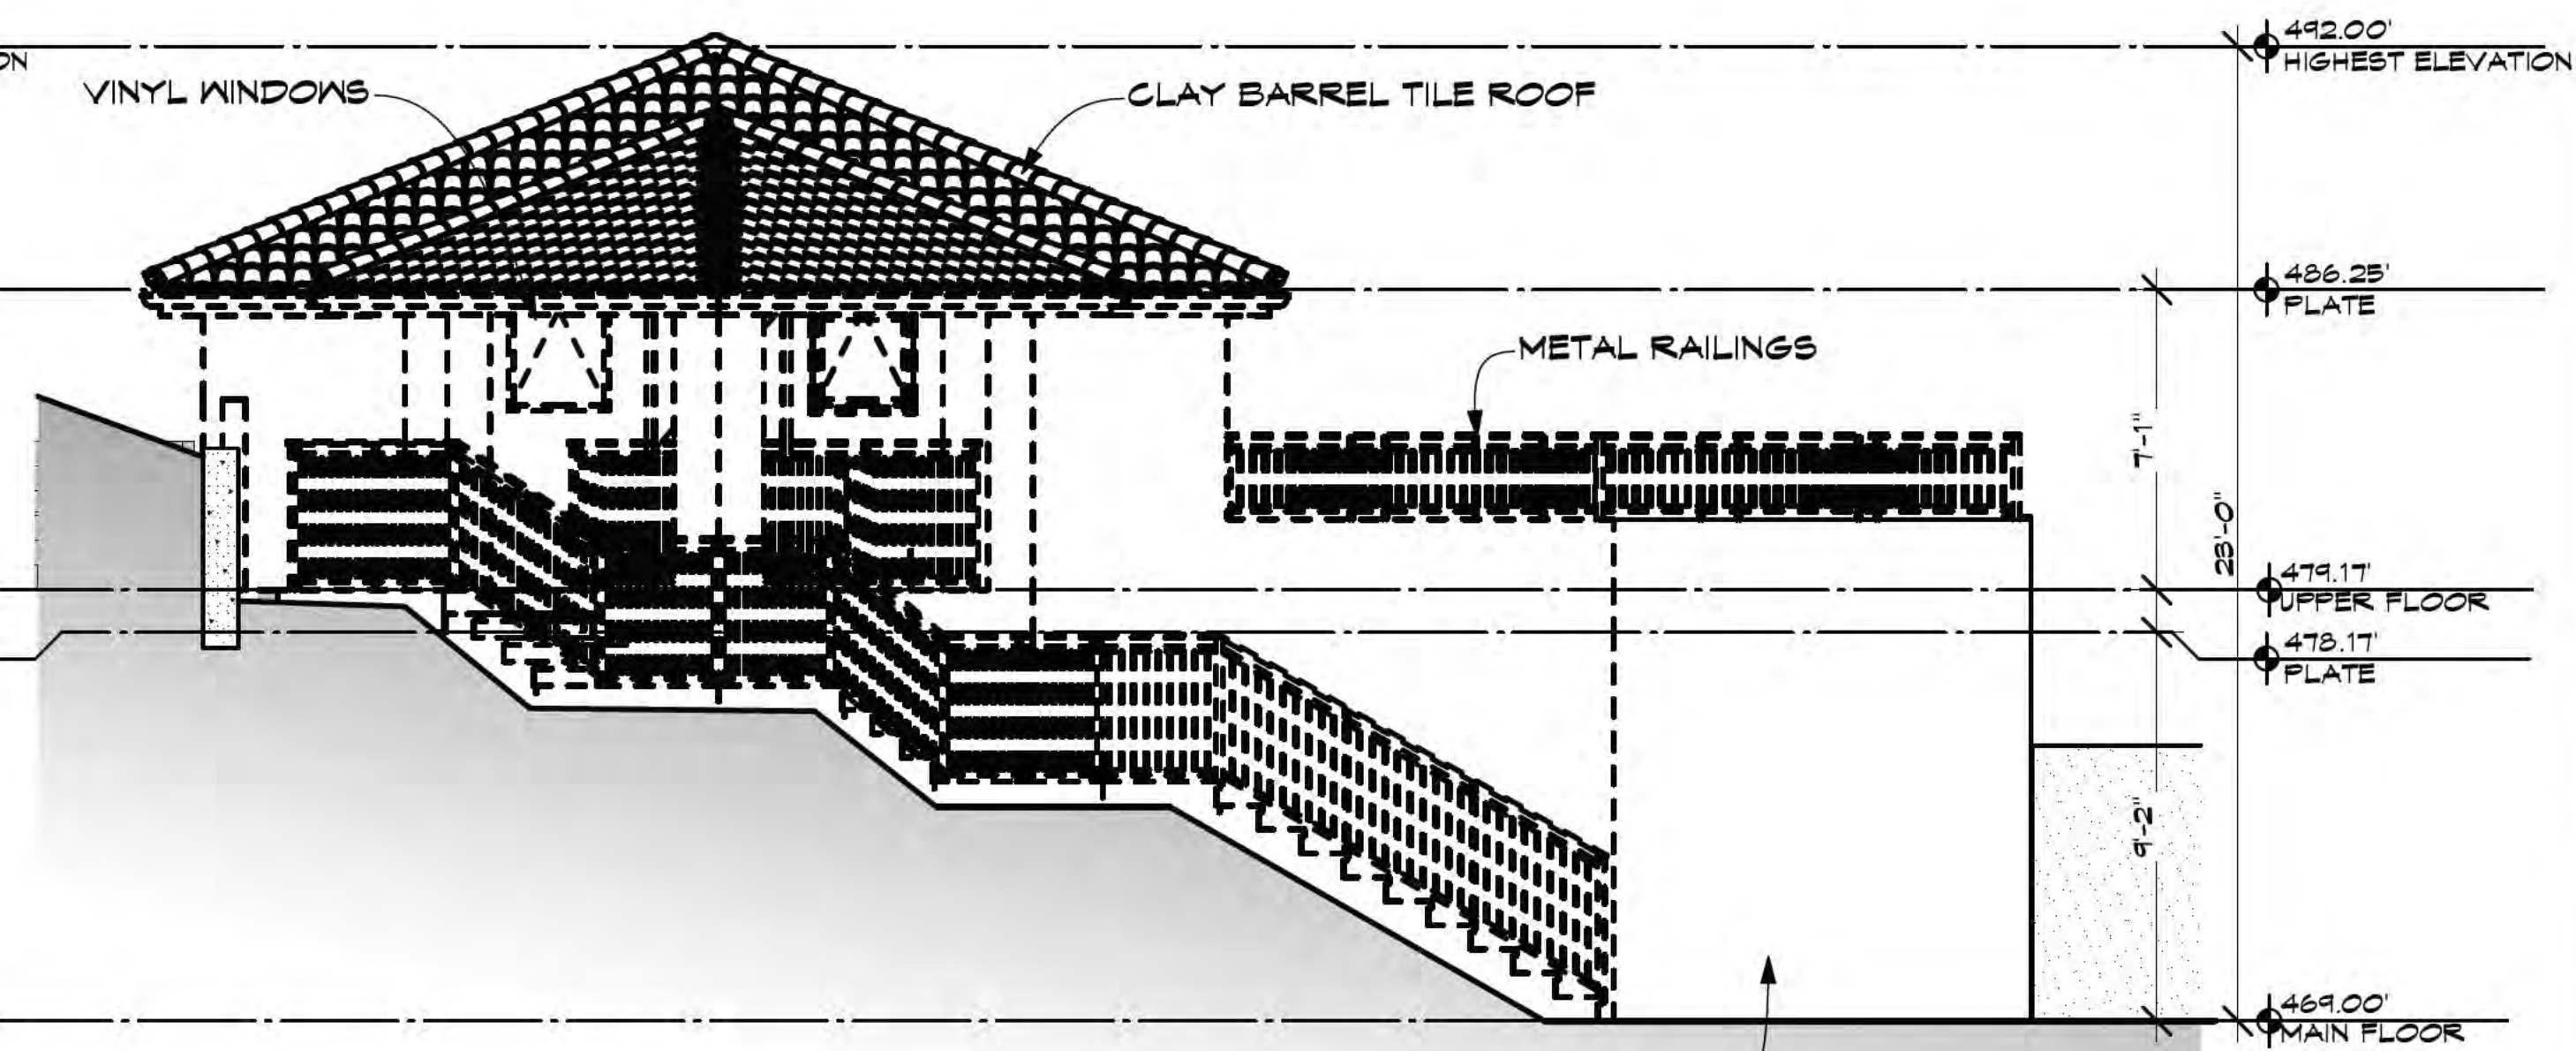 492.00'
HIGHEST ELEVATION
ON
VINYL WINDOWS
CLAY BARREL TILE ROOF
486.25'
PLATE
METAL RAILINGS
7'-1"
23'-0"
479.17'
UPPER FLOOR
478.17'
PLATE
9'-2"
469.00'
MAIN FLOOR